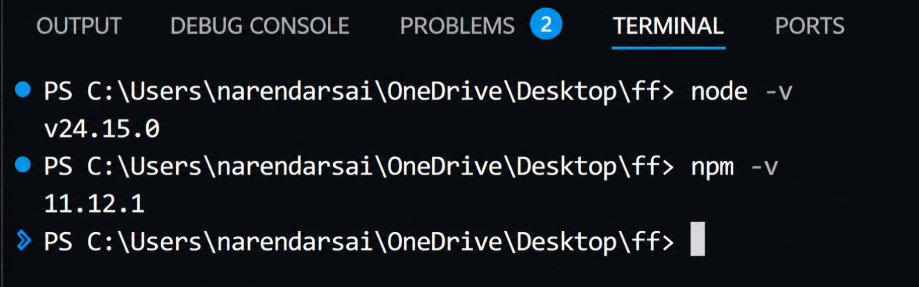 OUTPUT DEBUG CONSOLE PROBLEMS 2 TERMINAL PORTS
PS C:\Users\narendarsai\OneDrive\Desktop\ff> node -v
v24.15.0
PS C:\Users\narendarsai\OneDrive\Desktop\ff> npm -v
11.12.1
PS C:\Users\narendarsai\OneDrive\Desktop\ff>